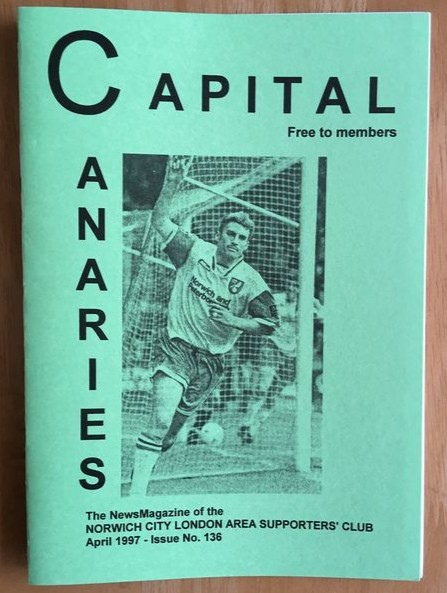 CAPITAL
Free to members
CANARIES
Norwich and
Peterborough
The NewsMagazine of the
NORWICH CITY LONDON AREA SUPPORTERS' CLUB
April 1997 - Issue No. 136